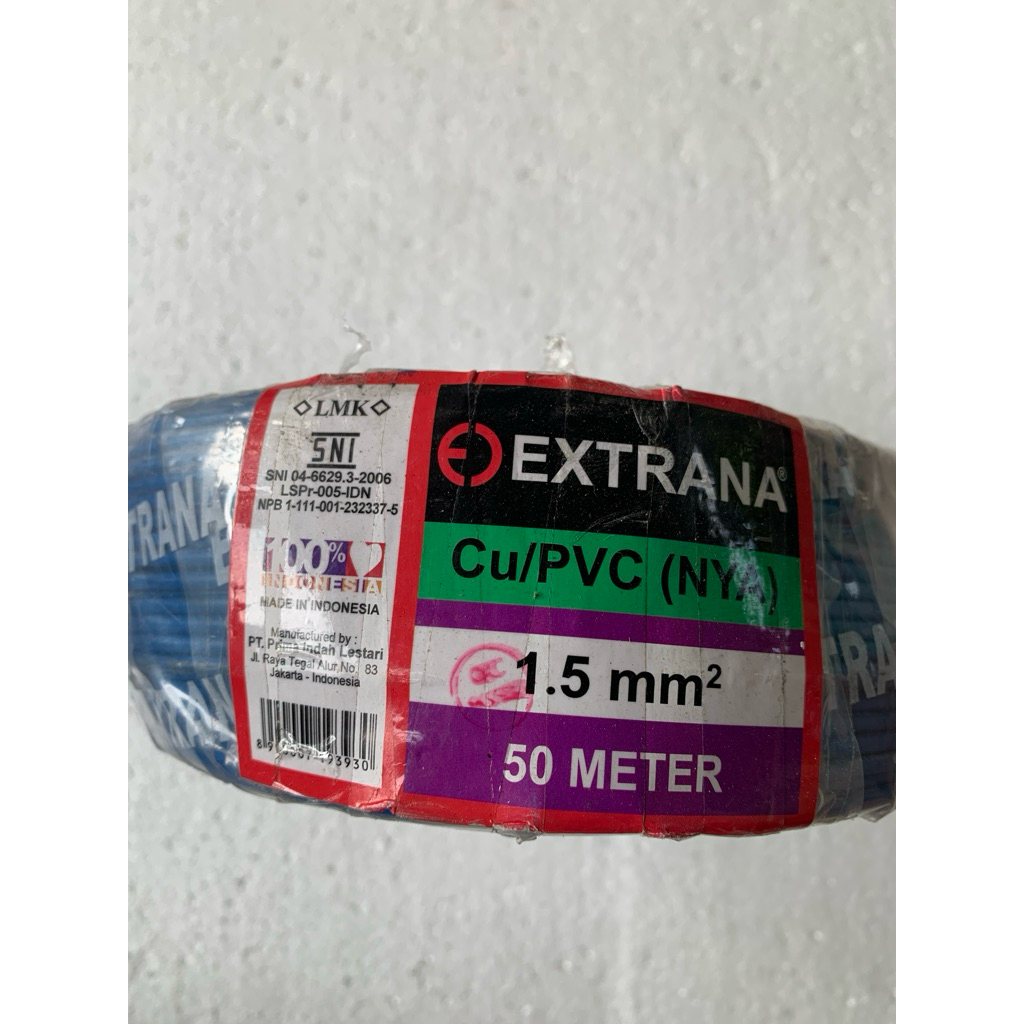 ◇LMK◇
SNI
SNI 04-6629.3-2006
LSPr-005-IDN
NPB 1-111-001-232337-5
100%
INDONESIA
MADE IN INDONESIA
Manufactured by :
PT. Prima Indah Lestari
Jl. Raya Tegal Alur No. 83
Jakarta - Indonesia
EXTRANA®
Cu/PVC (NYA)
1.5 mm²
50 METER